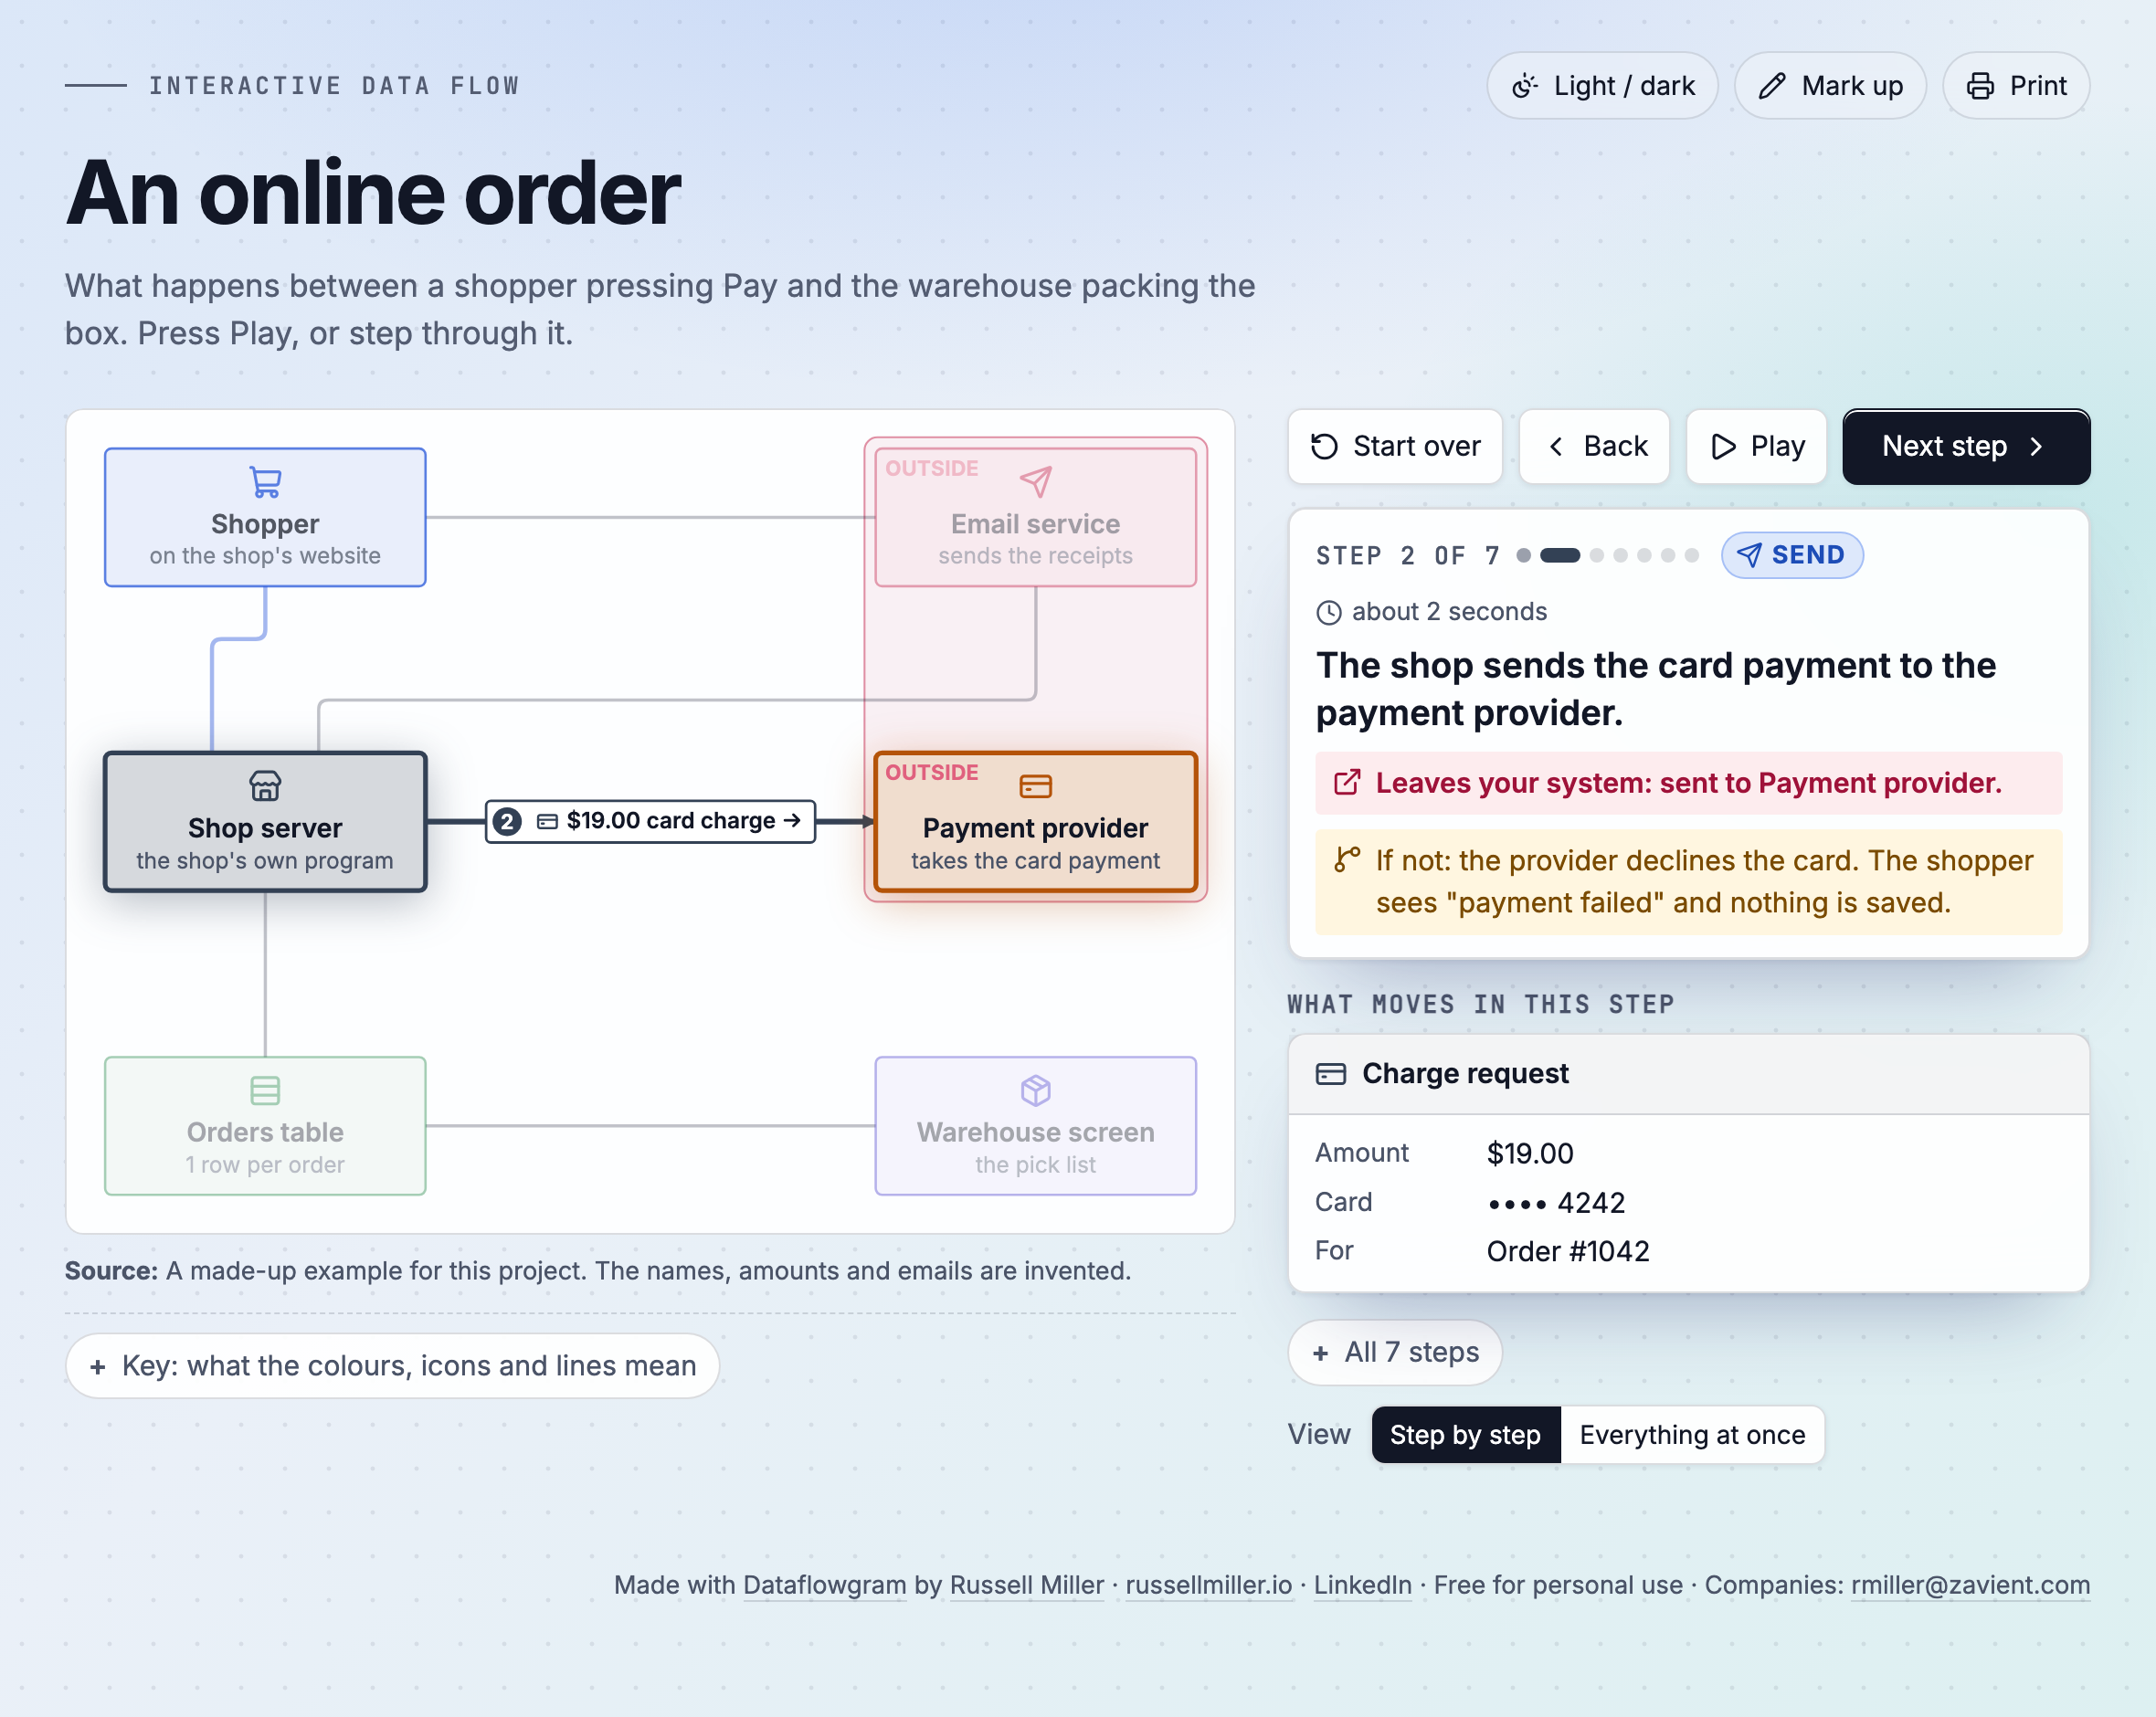 INTERACTIVE DATA FLOW
Light / dark
Mark up
Print
An online order
What happens between a shopper pressing Pay and the warehouse packing the
box. Press Play, or step through it.
Shopper
on the shop's website
OUTSIDE
Email service
sends the receipts
Shop server
the shop's own program
2 $19.00 card charge →
OUTSIDE
Payment provider
takes the card payment
Orders table
1 row per order
Warehouse screen
the pick list
Source: A made-up example for this project. The names, amounts and emails are invented.
+ Key: what the colours, icons and lines mean
Start over
Back
Play
Next step
STEP 2 OF 7
SEND
about 2 seconds
The shop sends the card payment to the
payment provider.
Leaves your system: sent to Payment provider.
If not: the provider declines the card. The shopper
sees "payment failed" and nothing is saved.
WHAT MOVES IN THIS STEP
Charge request
Amount $19.00
Card •••• 4242
For Order #1042
+ All 7 steps
View Step by step Everything at once
Made with Dataflowgram by Russell Miller · russellmiller.io · LinkedIn · Free for personal use · Companies: rmiller@zavient.com